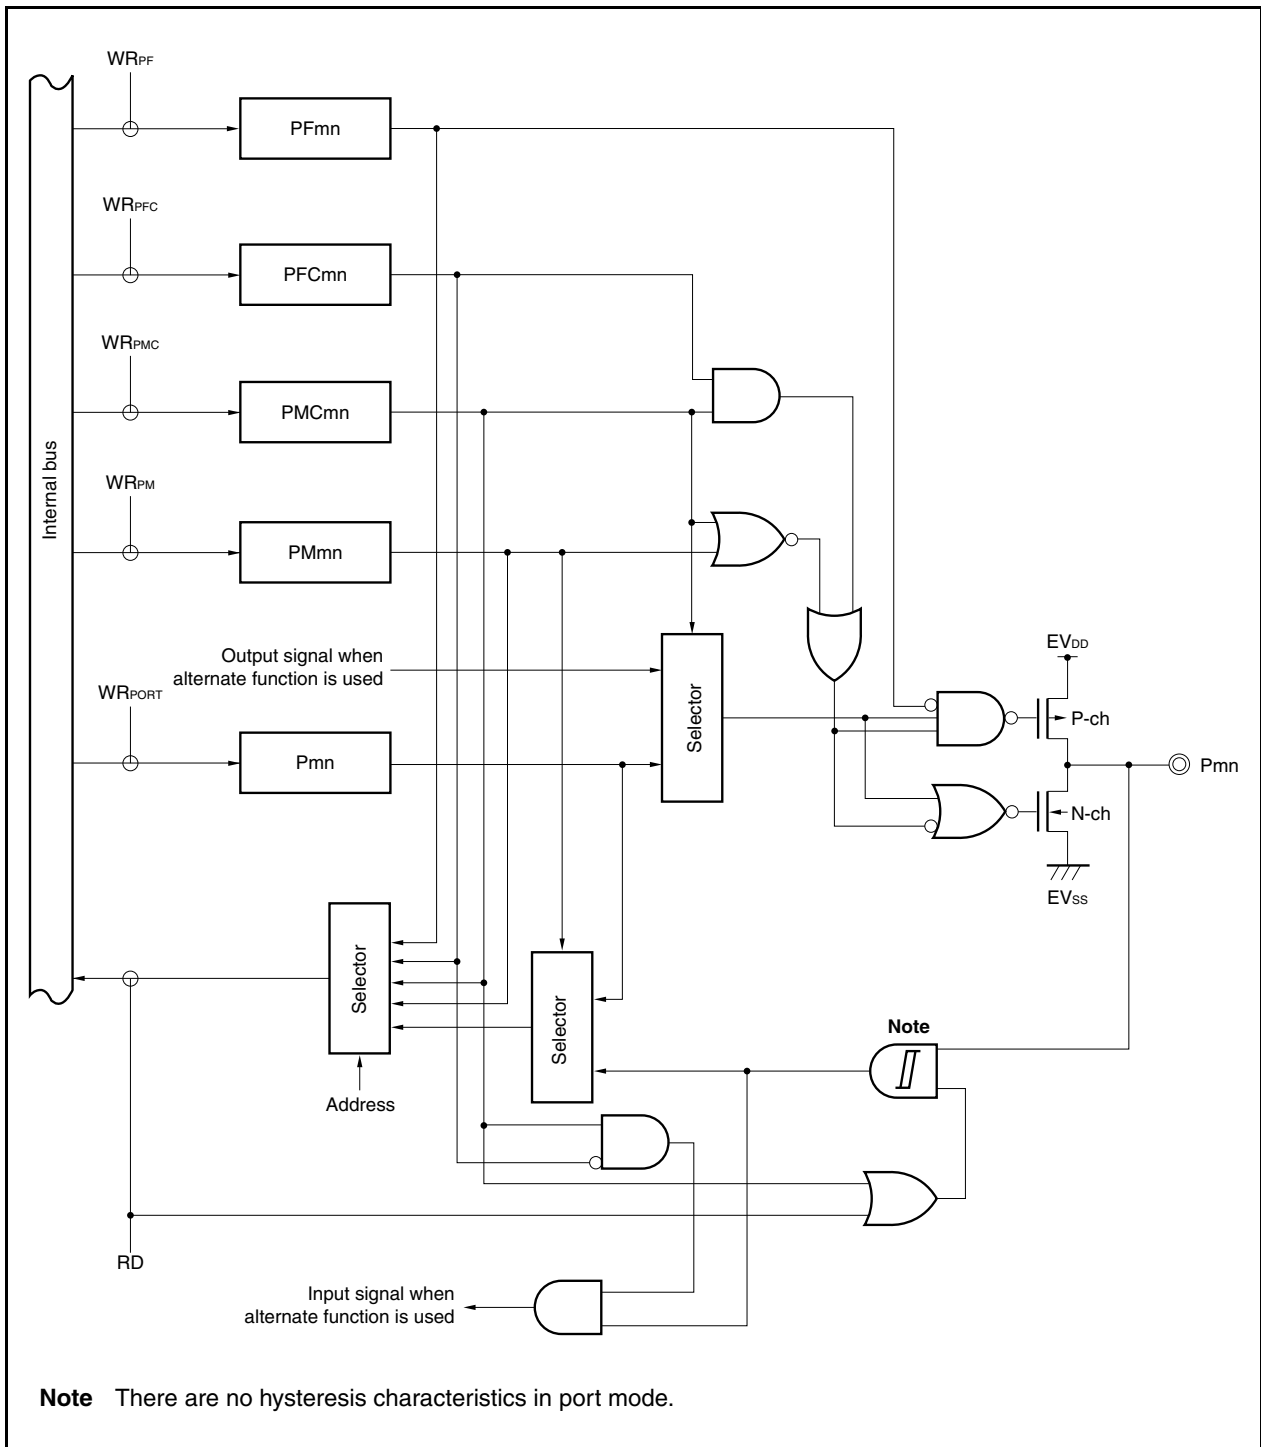 WRPF
PFmn
WRPFC
PFCmn
WRPMC
PMCmn
Internal bus
WRPM
PMmn
Output signal when
alternate function is used
EVDD
WRPORT
Selector
P-ch
Pmn
Pmn
N-ch
EVSS
Selector
Selector
Note
Address
RD
Input signal when
alternate function is used
Note There are no hysteresis characteristics in port mode.